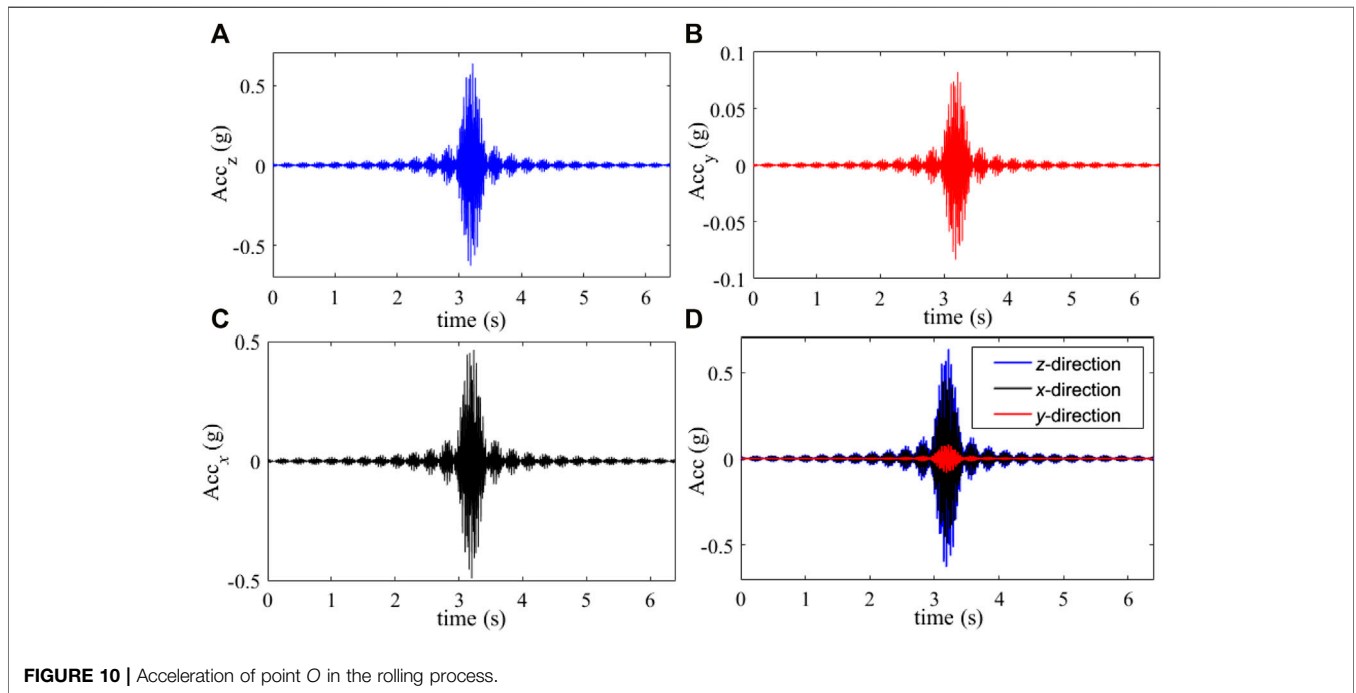 A
0.5
0
-0.5
Acc_z (g)
0 1 2 3 4 5 6
time (s)
B
0.1
0.05
0
-0.05
-0.1
Acc_y (g)
0 1 2 3 4 5 6
time (s)
C
0.5
0
-0.5
Acc_x (g)
0 1 2 3 4 5 6
time (s)
D
0.5
0
-0.5
Acc (g)
z-direction
x-direction
y-direction
0 1 2 3 4 5 6
time (s)
FIGURE 10 | Acceleration of point O in the rolling process.